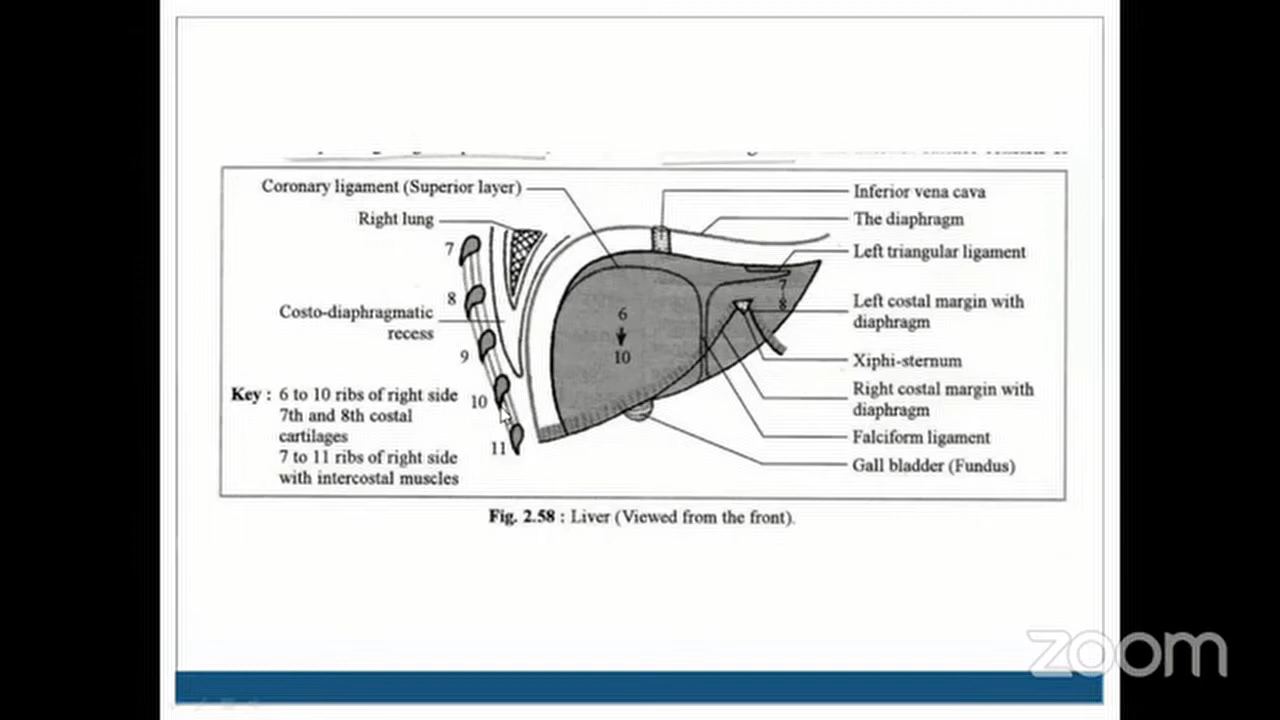 Coronary ligament (Superior layer)
Right lung
7
8
Costo-diaphragmatic
recess
9
10
11
Key : 6 to 10 ribs of right side
7th and 8th costal
cartilages
7 to 11 ribs of right side
with intercostal muscles
6
10
7
8
Inferior vena cava
The diaphragm
Left triangular ligament
Left costal margin with
diaphragm
Xiphi-sternum
Right costal margin with
diaphragm
Falciform ligament
Gall bladder (Fundus)
Fig. 2.58 : Liver (Viewed from the front).
zoom